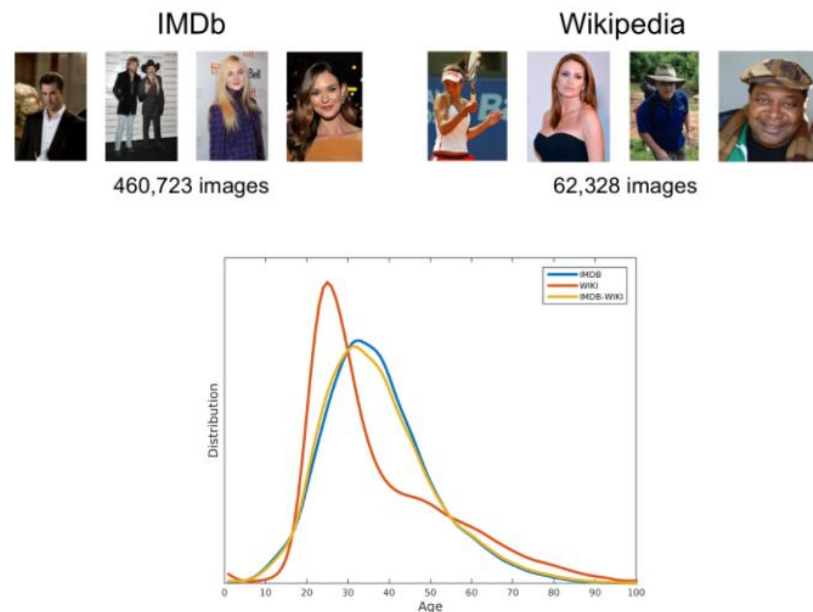 IMDb
Wikipedia
Bell
460,723 images
62,328 images
IMDB
WIKI
IMDB-WIKI
Distribution
0 10 20 30 40 50 60 70 80 90 100
Age